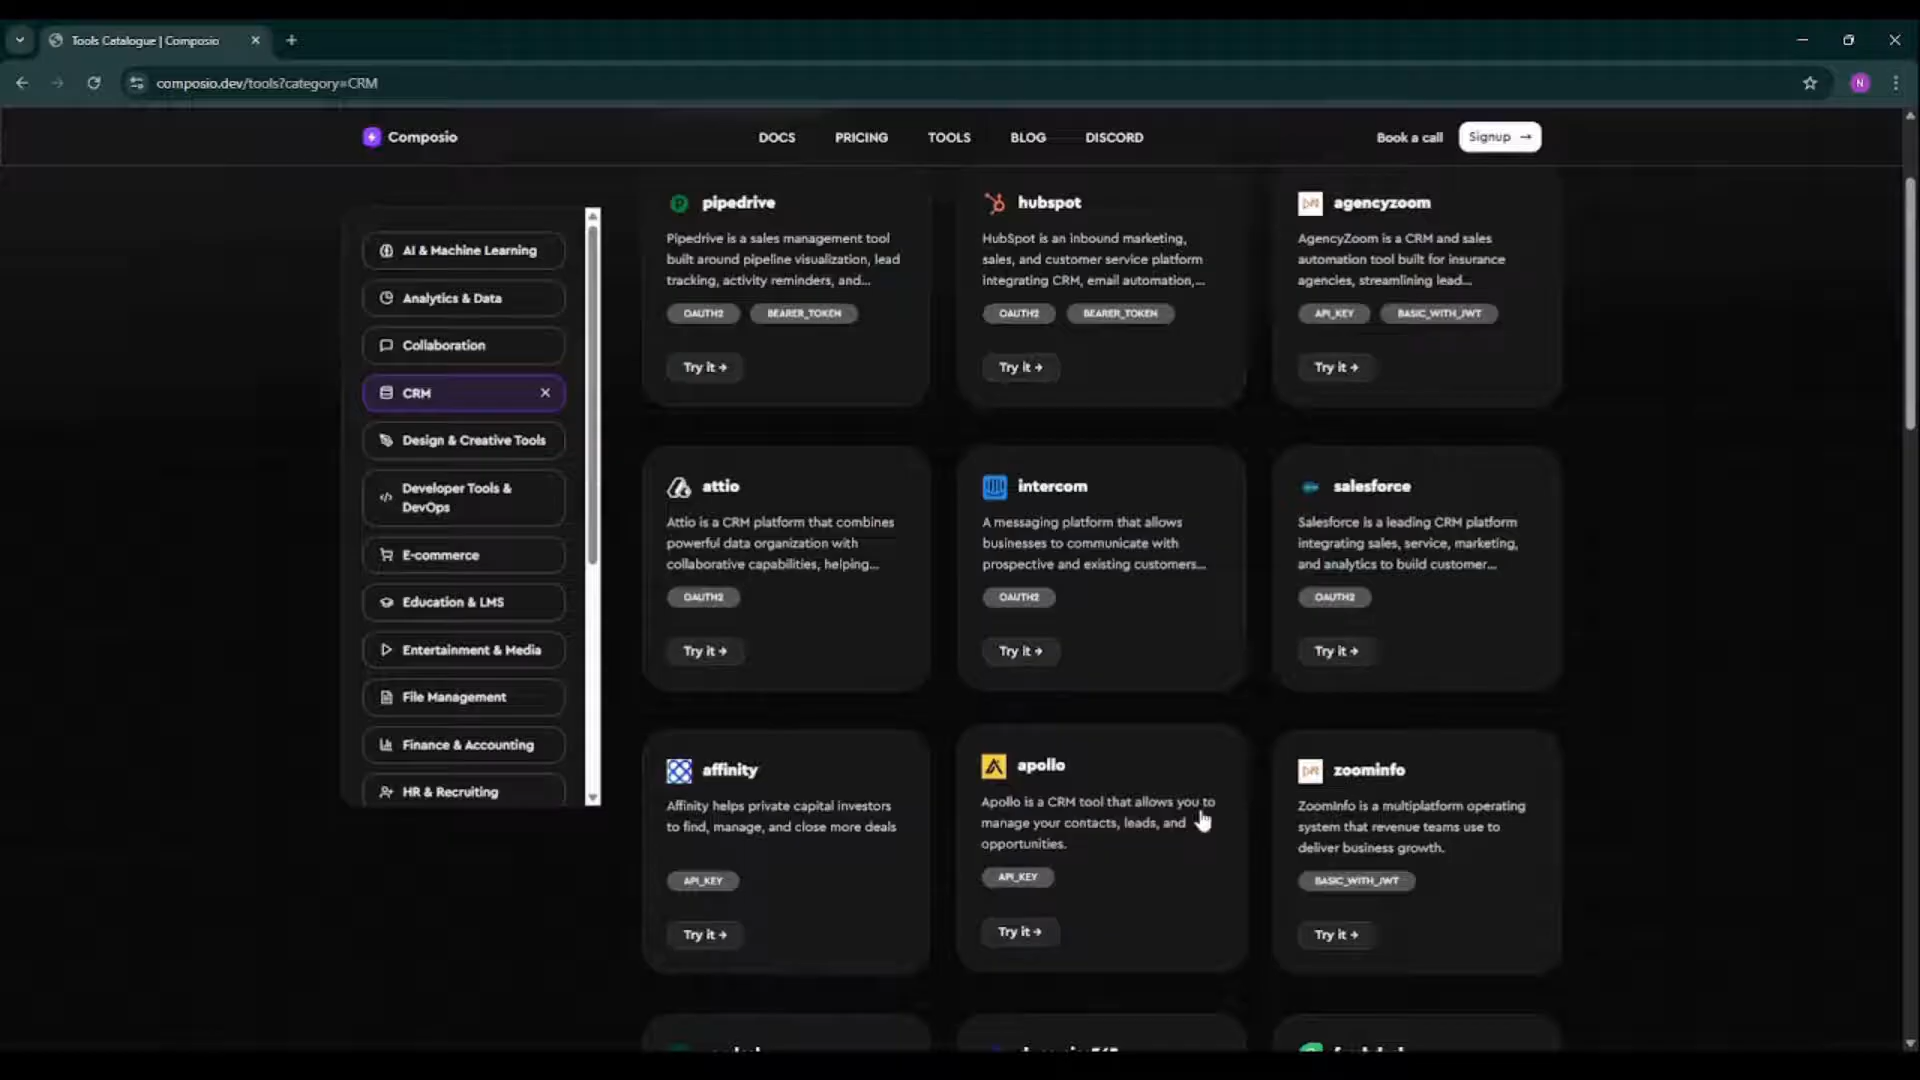 Tools Catalogue | Composio
composio.dev/tools?category=CRM
N
Composio
DOCS
PRICING
TOOLS
BLOG
DISCORD
Book a call
Signup →
AI & Machine Learning
Analytics & Data
Collaboration
CRM
Design & Creative Tools
Developer Tools &
DevOps
E-commerce
Education & LMS
Entertainment & Media
File Management
Finance & Accounting
HR & Recruiting
pipedrive
Pipedrive is a sales management tool
built around pipeline visualization, lead
tracking, activity reminders, and...
OAUTH2 BEARER_TOKEN
Try it →
hubspot
HubSpot is an inbound marketing,
sales, and customer service platform
integrating CRM, email automation,...
OAUTH2 BEARER_TOKEN
Try it →
agencyzoom
AgencyZoom is a CRM and sales
automation tool built for insurance
agencies, streamlining lead...
API_KEY BASIC_WITH_JWT
Try it →
attio
Attio is a CRM platform that combines
powerful data organization with
collaborative capabilities, helping...
OAUTH2
Try it →
intercom
A messaging platform that allows
businesses to communicate with
prospective and existing customers...
OAUTH2
Try it →
salesforce
Salesforce is a leading CRM platform
integrating sales, service, marketing,
and analytics to build customer...
OAUTH2
Try it →
affinity
Affinity helps private capital investors
to find, manage, and close more deals
API_KEY
Try it →
apollo
Apollo is a CRM tool that allows you to
manage your contacts, leads, and
opportunities.
API_KEY
Try it →
zoominfo
ZoomInfo is a multiplatform operating
system that revenue teams use to
deliver business growth.
BASIC_WITH_JWT
Try it →